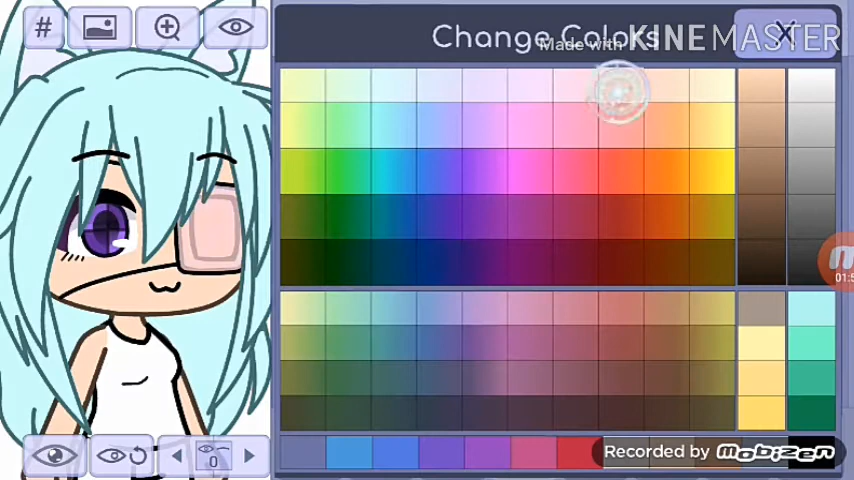 #
Change Colors
X
Made with KINEMASTER
0
Recorded by Mobizen